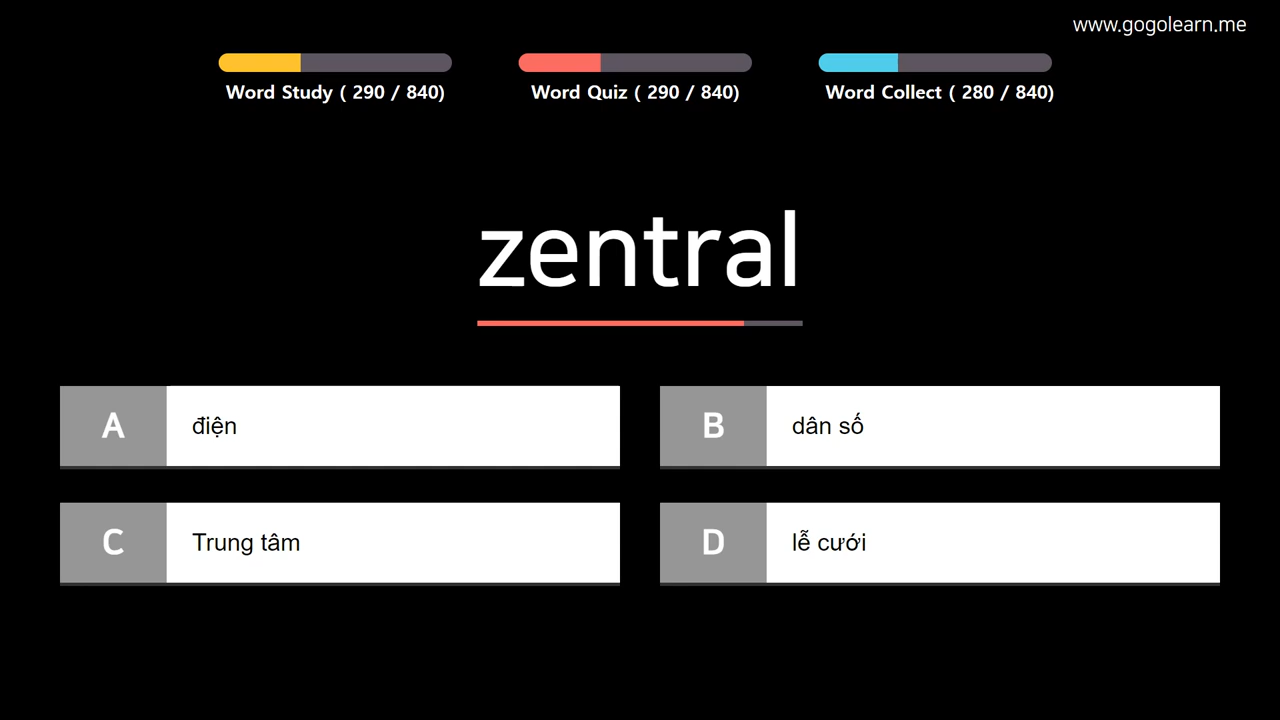 www.gogolearn.me
Word Study ( 290 / 840)
Word Quiz ( 290 / 840)
Word Collect ( 280 / 840)
zentral
A điện
B dân số
C Trung tâm
D lễ cưới